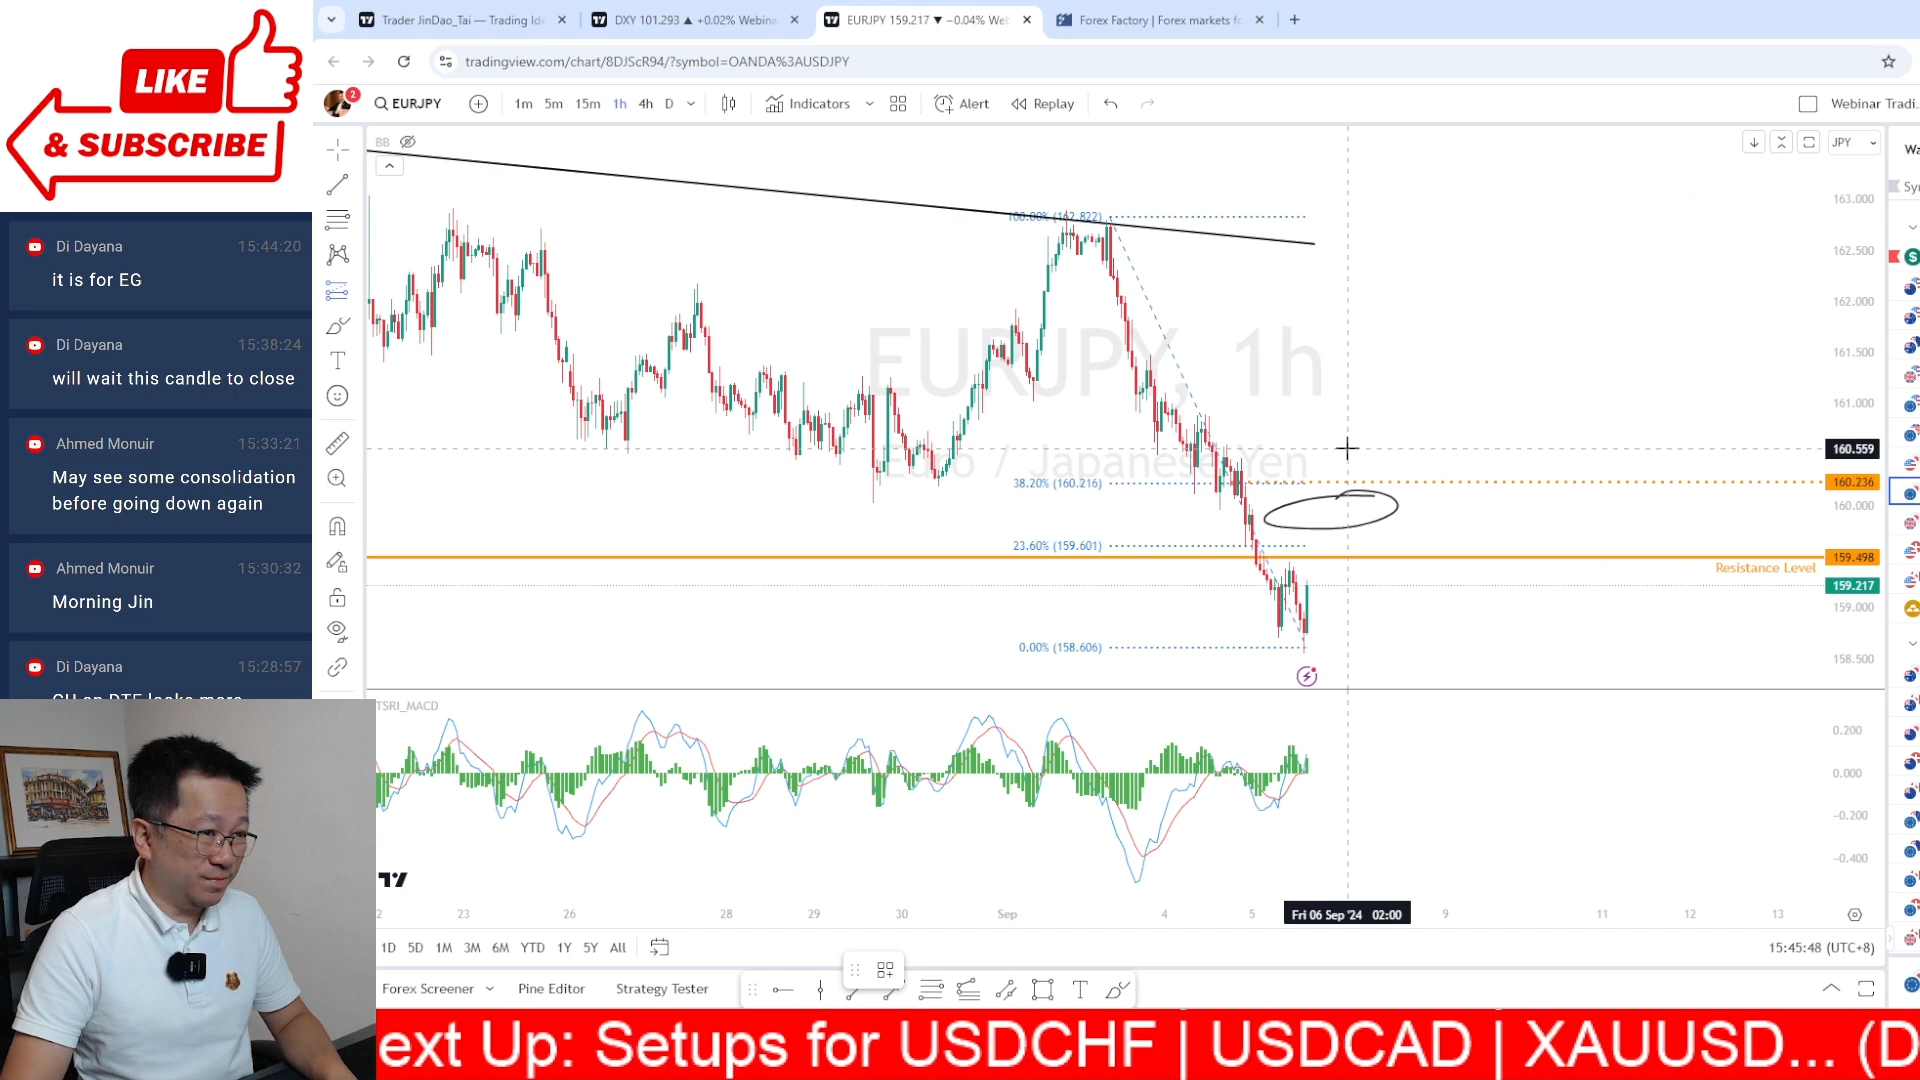 LIKE
& SUBSCRIBE
Di Dayana 15:44:20
it is for EG
Di Dayana 15:38:24
will wait this candle to close
Ahmed Monuir 15:33:21
May see some consolidation
before going down again
Ahmed Monuir 15:30:32
Morning Jin
Di Dayana 15:28:57
Trader JinDao_Tai — Trading Ide
DXY 101.293 ▲ +0.02% Webina
EURJPY 159.217 ▼ −0.04% We
Forex Factory | Forex markets fo
tradingview.com/chart/8DJScR94/?symbol=OANDA%3AUSDJPY
2
EURJPY
1m 5m 15m 1h 4h D
Indicators
Alert
Replay
Webinar Tradi...
BB
JPY
Wa
Sy
EURJPY, 1h
Euro / Japanese Yen
100.00% (162.822)
38.20% (160.216)
23.60% (159.601)
0.00% (158.606)
Resistance Level
163.000
162.500
162.000
161.500
161.000
160.559
160.236
160.000
159.498
159.217
159.000
158.500
TSRI_MACD
0.200
0.000
−0.200
−0.400
2 23 26 28 29 30 Sep 4 5 Fri 06 Sep '24 02:00 9 11 12 13
1D 5D 1M 3M 6M YTD 1Y 5Y All
15:45:48 (UTC+8)
Forex Screener Pine Editor Strategy Tester
ext Up: Setups for USDCHF | USDCAD | XAUUSD... (D